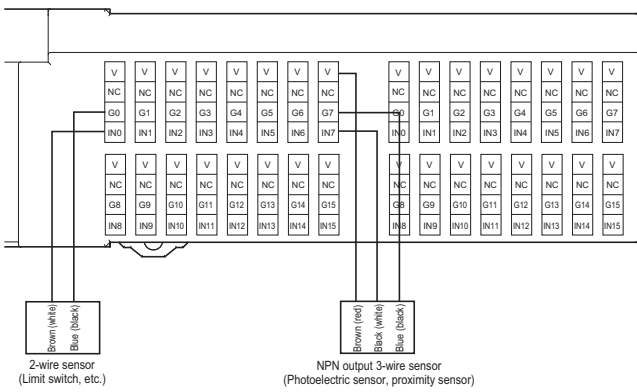 V V V V V V V V V V V V V V V V
NC NC NC NC NC NC NC NC NC NC NC NC NC NC NC NC
G0 G1 G2 G3 G4 G5 G6 G7 G0 G1 G2 G3 G4 G5 G6 G7
IN0 IN1 IN2 IN3 IN4 IN5 IN6 IN7 IN0 IN1 IN2 IN3 IN4 IN5 IN6 IN7
V V V V V V V V V V V V V V V V
NC NC NC NC NC NC NC NC NC NC NC NC NC NC NC NC
G8 G9 G10 G11 G12 G13 G14 G15 G8 G9 G10 G11 G12 G13 G14 G15
IN8 IN9 IN10 IN11 IN12 IN13 IN14 IN15 IN8 IN9 IN10 IN11 IN12 IN13 IN14 IN15
Brown (white)
Blue (black)
2-wire sensor
(Limit switch, etc.)
Brown (red)
Black (white)
Blue (black)
NPN output 3-wire sensor
(Photoelectric sensor, proximity sensor)